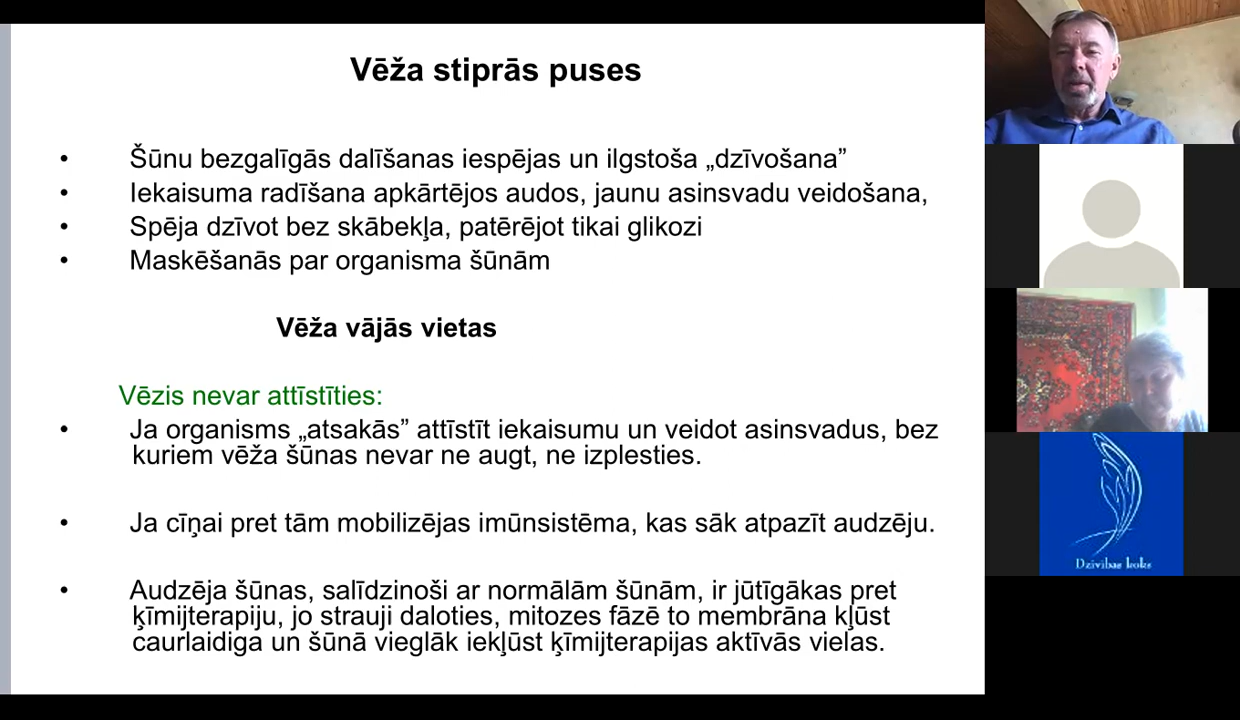 Vēža stiprās puses
• Šūnu bezgalīgās dalīšanas iespējas un ilgstoša „dzīvošana”
• Iekaisuma radīšana apkārtējos audos, jaunu asinsvadu veidošana,
• Spēja dzīvot bez skābekļa, patērējot tikai glikozi
• Maskēšanās par organisma šūnām
Vēža vājās vietas
Vēzis nevar attīstīties:
• Ja organisms „atsakās” attīstīt iekaisumu un veidot asinsvadus, bez
kuriem vēža šūnas nevar ne augt, ne izplesties.
• Ja cīņai pret tām mobilizējas imūnsistēma, kas sāk atpazīt audzēju.
• Audzēja šūnas, salīdzinoši ar normālām šūnām, ir jūtīgākas pret
ķīmijterapiju, jo strauji daloties, mitozes fāzē to membrāna kļūst
caurlaidiga un šūnā vieglāk iekļūst ķīmijterapijas aktīvās vielas.
Dzīvības koks